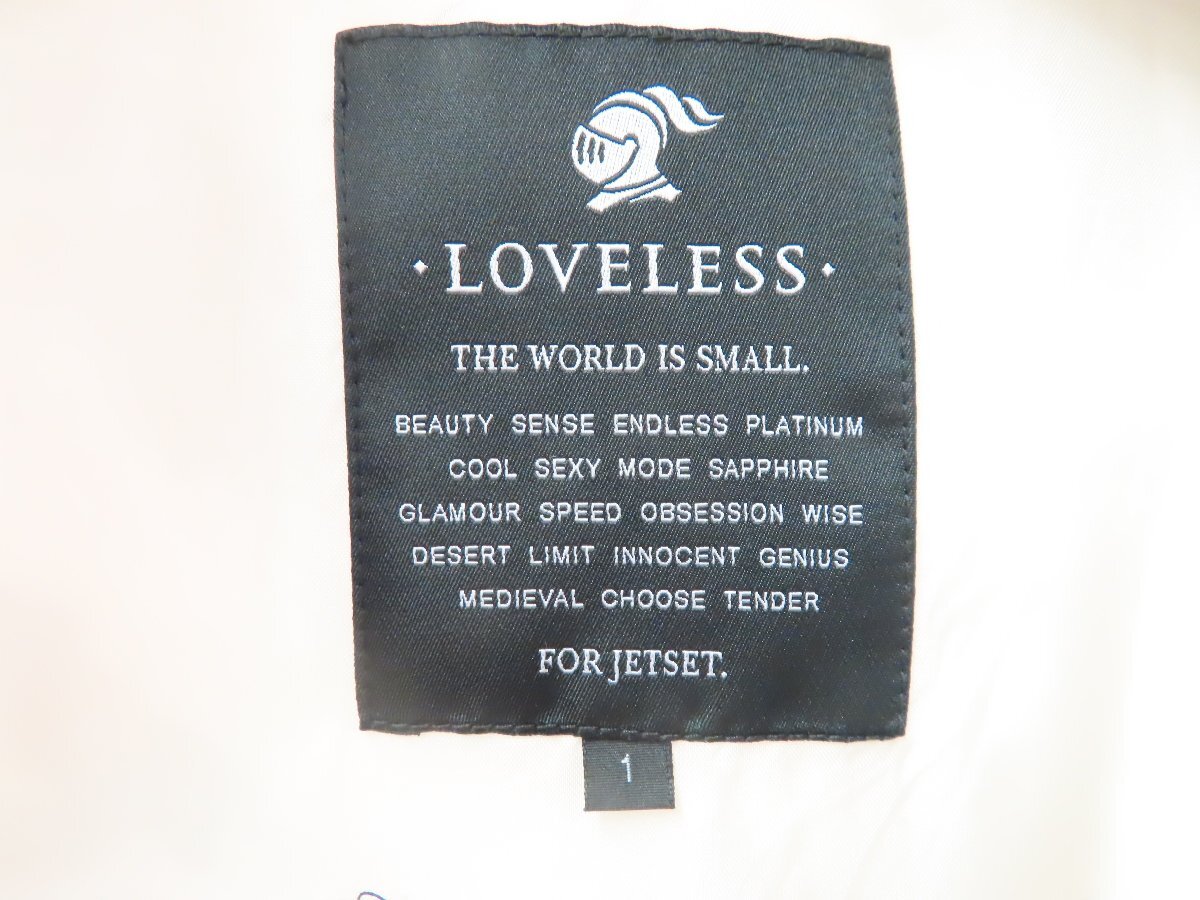 · LOVELESS ·
THE WORLD IS SMALL.
BEAUTY SENSE ENDLESS PLATINUM
COOL SEXY MODE SAPPHIRE
GLAMOUR SPEED OBSESSION WISE
DESERT LIMIT INNOCENT GENIUS
MEDIEVAL CHOOSE TENDER
FOR JETSET.
1